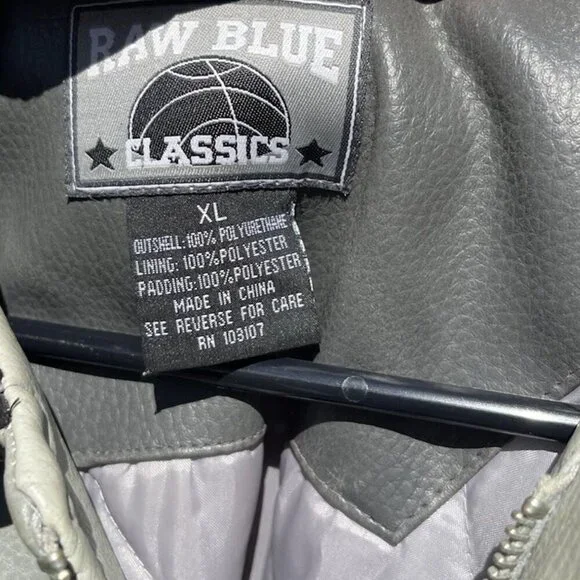 RAW BLUE
CLASSICS
XL
OUTSHELL: 100% POLYURETHANE
LINING: 100% POLYESTER
PADDING: 100% POLYESTER
MADE IN CHINA
SEE REVERSE FOR CARE
RN 103107